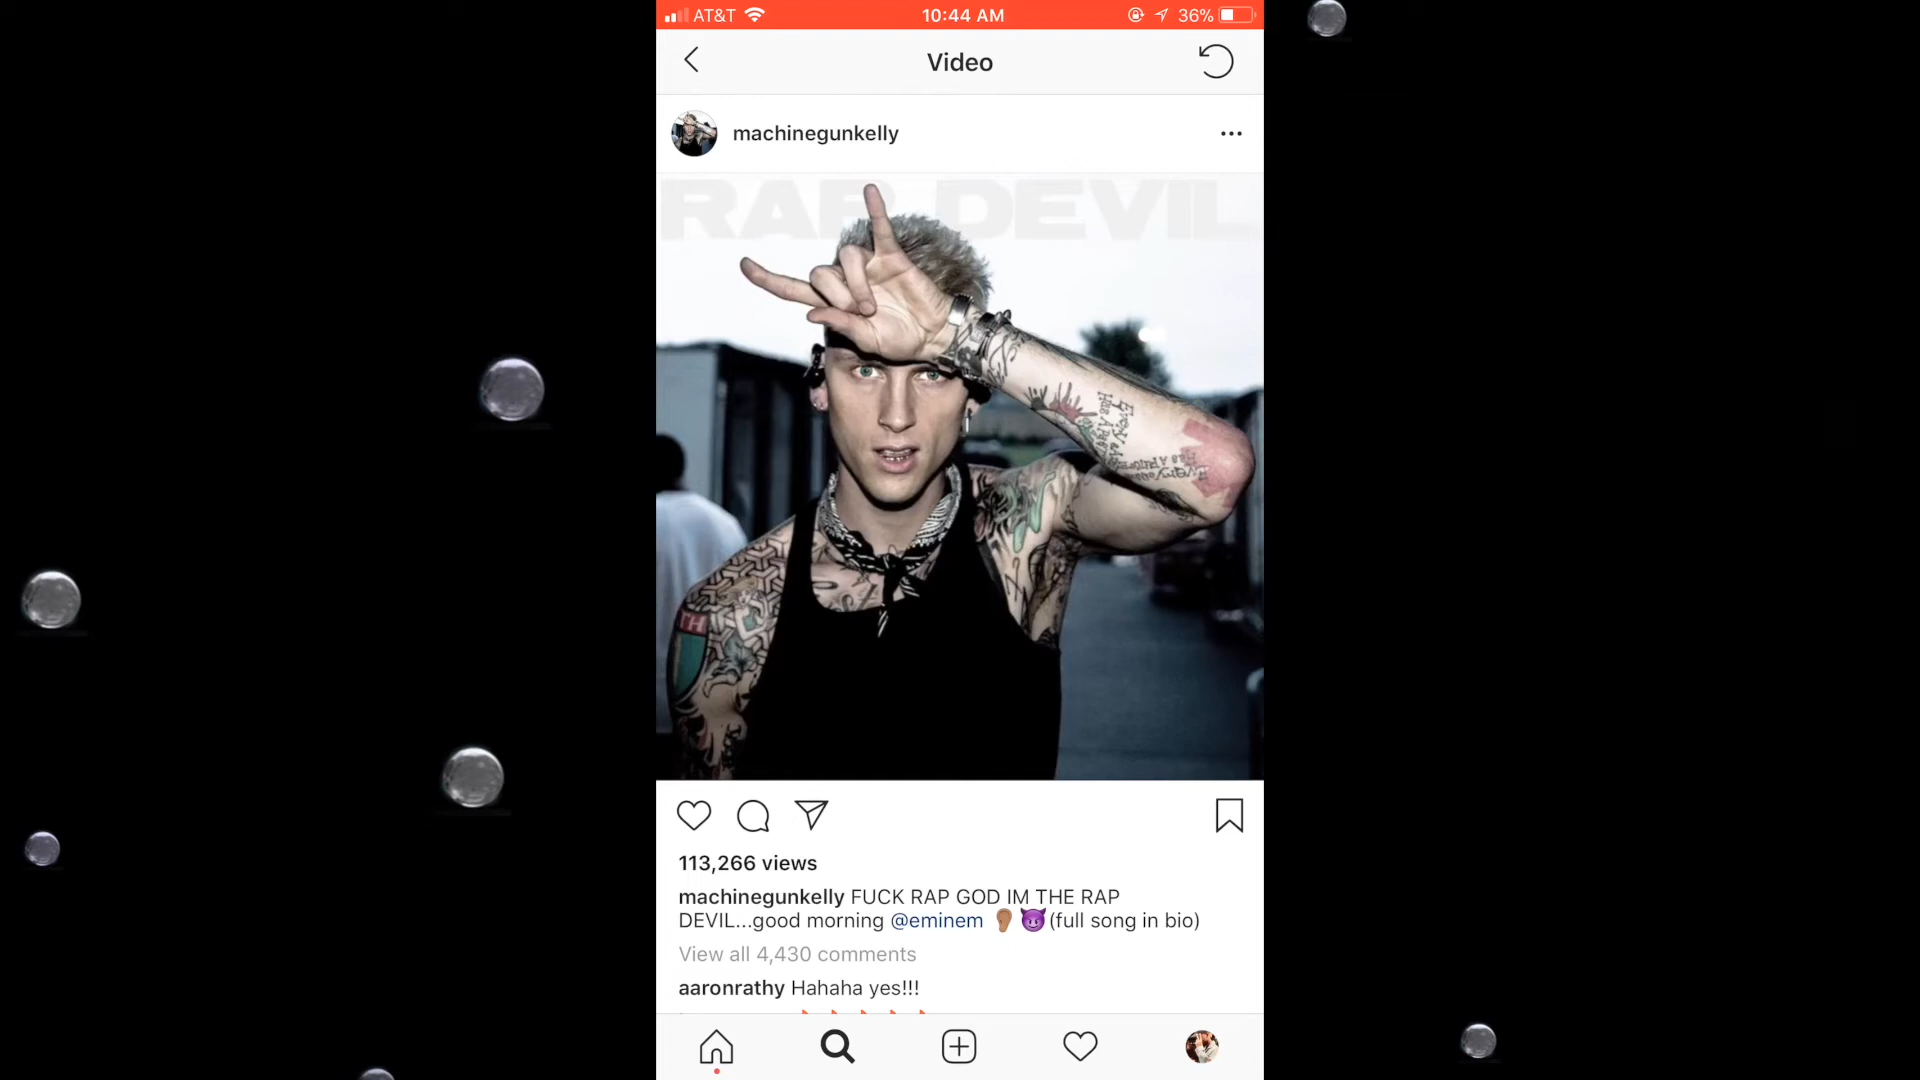 AT&T 10:44 AM 36%
Video
machinegunkelly
RAP DEVIL
TH
113,266 views
machinegunkelly FUCK RAP GOD IM THE RAP
DEVIL...good morning @eminem 👂🏾😈(full song in bio)
View all 4,430 comments
aaronrathy Hahaha yes!!!